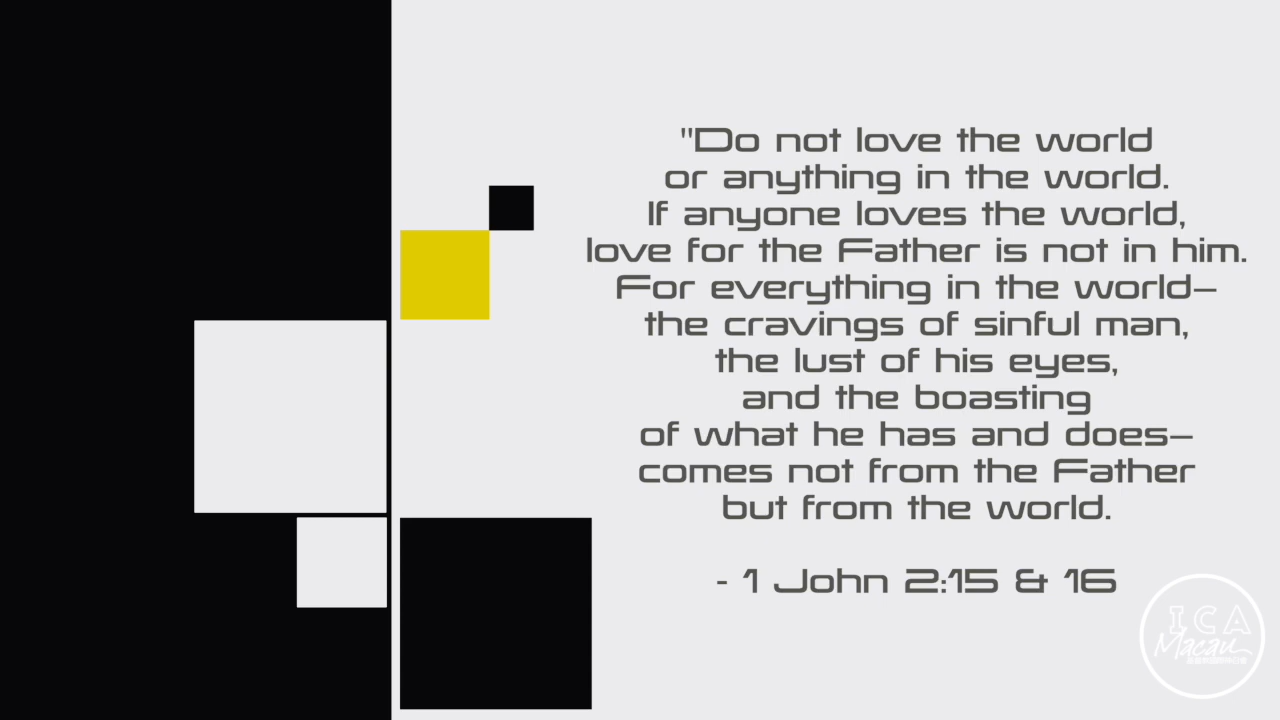 "Do not love the world
or anything in the world.
If anyone loves the world,
love for the Father is not in him.
For everything in the world–
the cravings of sinful man,
the lust of his eyes,
and the boasting
of what he has and does–
comes not from the Father
but from the world.
- 1 John 2:15 & 16
ICA
Macau